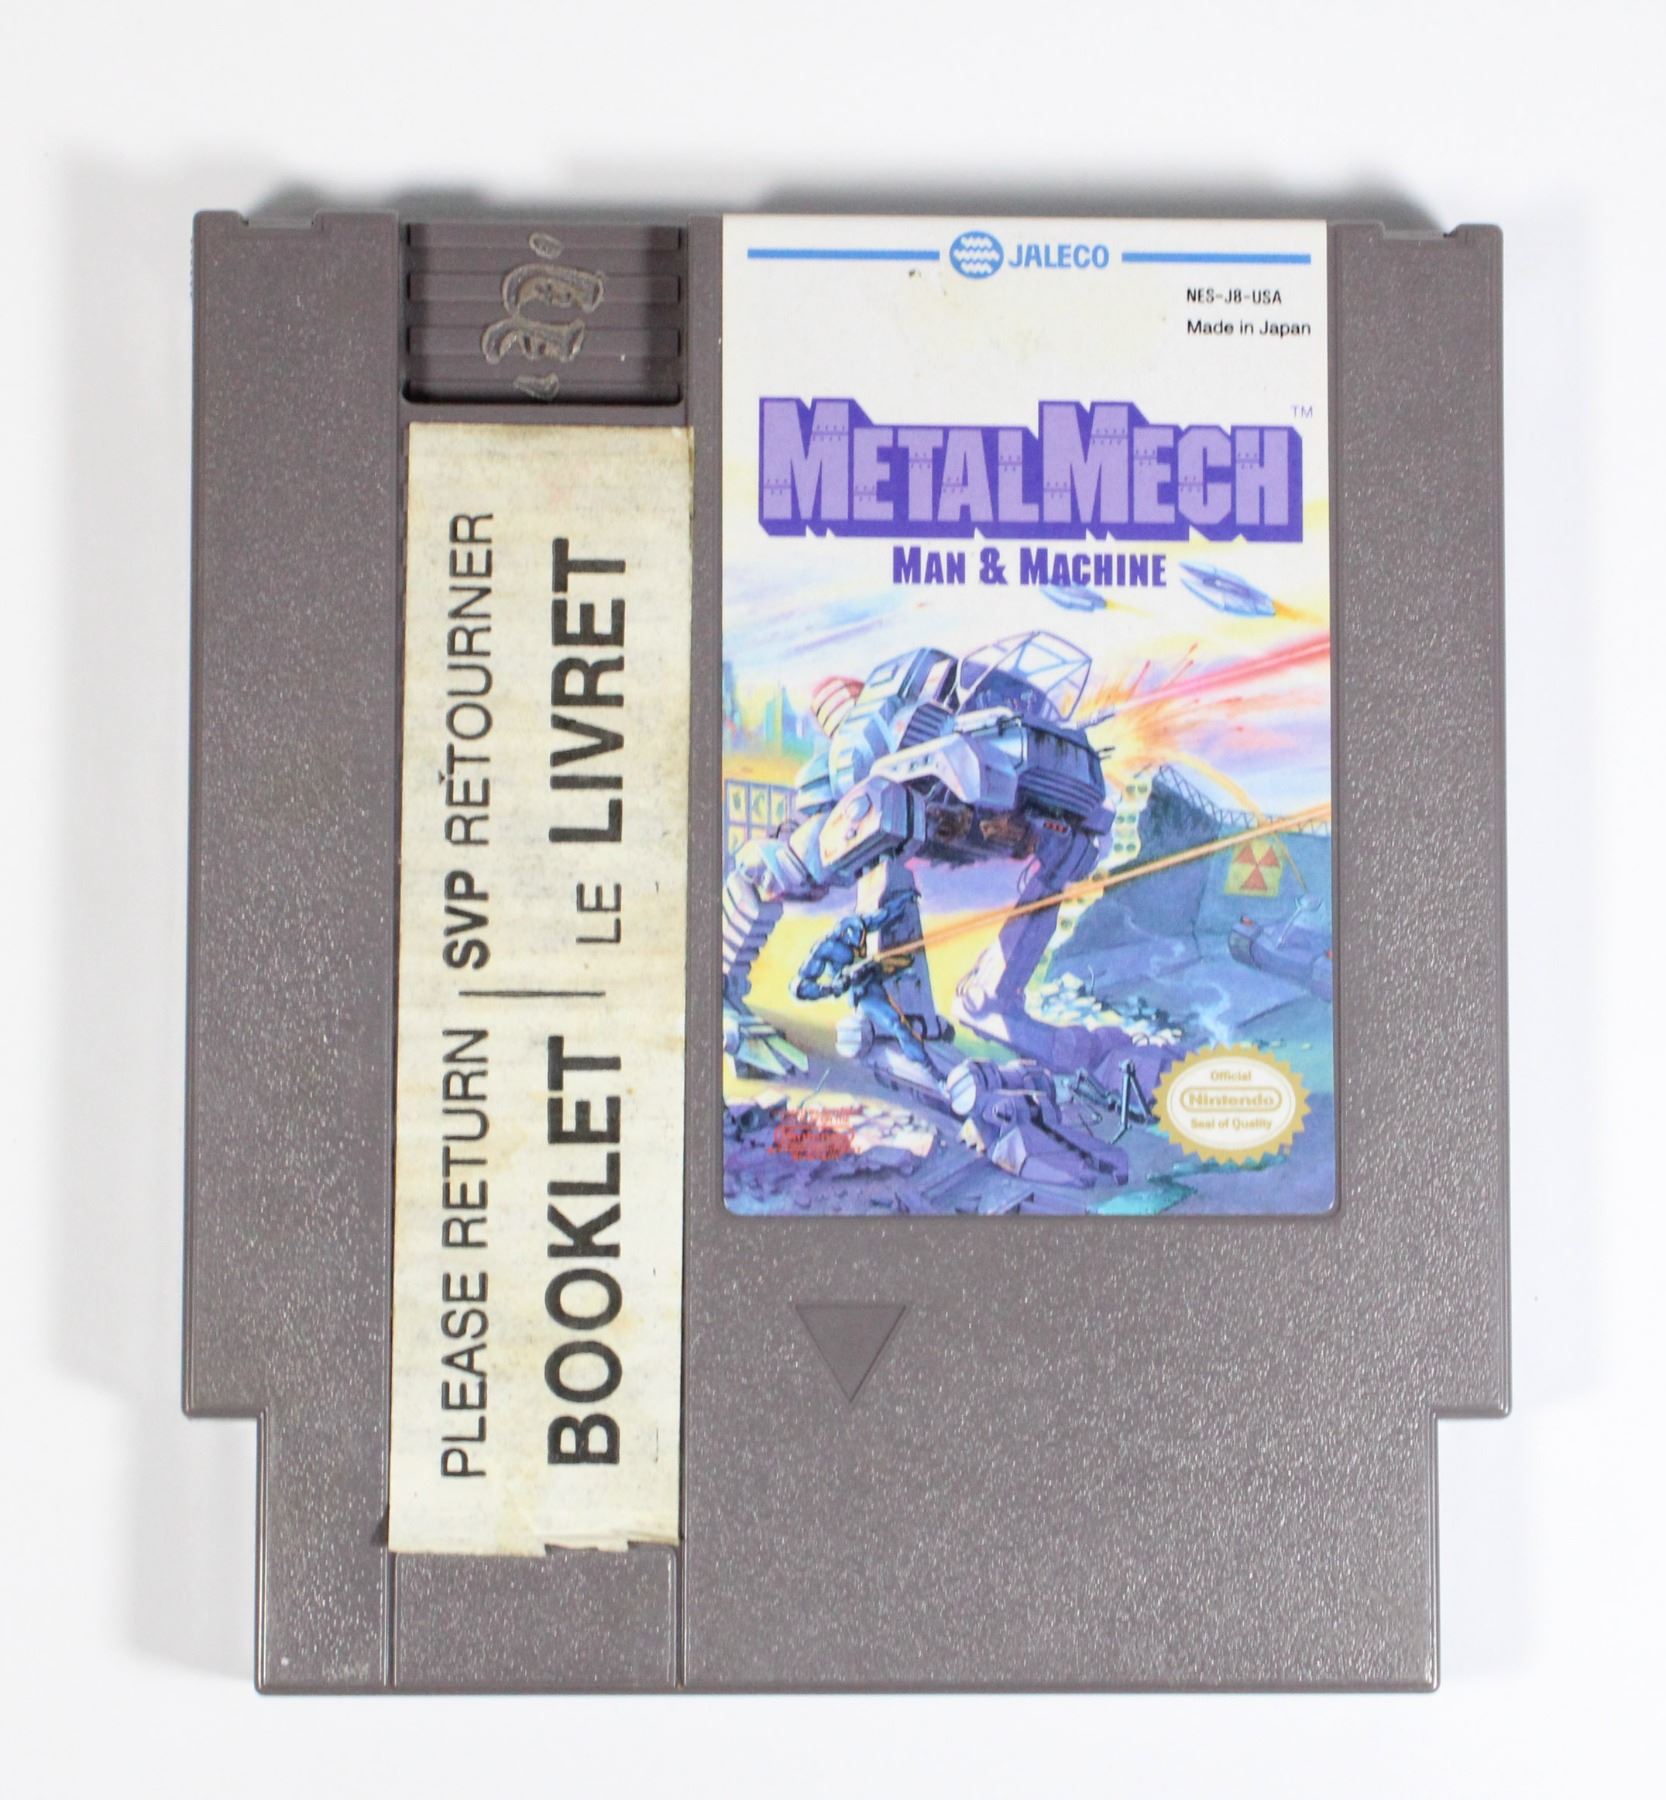 JALECO
NES-J8-USA
Made in Japan
METALMECH TM
MAN & MACHINE
Official
Nintendo
Seal of Quality
PLEASE RETURN | SVP RETOURNER
BOOKLET | LE LIVRET